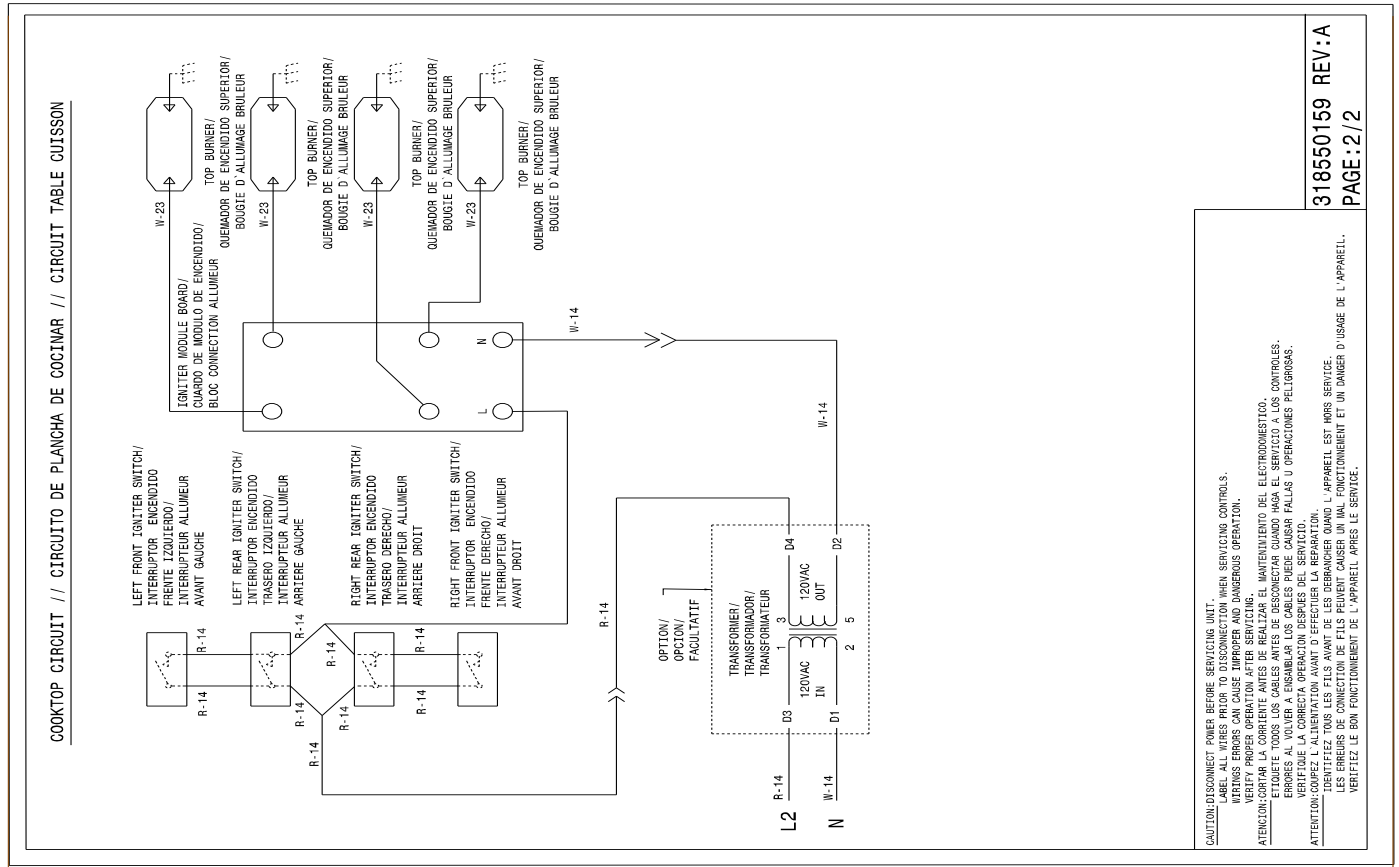 COOKTOP CIRCUIT // CIRCUITO DE PLANCHA DE COCINAR // CIRCUIT TABLE CUISSON
LEFT FRONT IGNITER SWITCH/
INTERRUPTOR ENCENDIDO
FRENTE IZQUIERDO/
INTERRUPTEUR ALLUMEUR
AVANT GAUCHE
LEFT REAR IGNITER SWITCH/
INTERRUPTOR ENCENDIDO
TRASERO IZQUIERDO/
INTERRUPTEUR ALLUMEUR
ARRIERE GAUCHE
RIGHT REAR IGNITER SWITCH/
INTERRUPTOR ENCENDIDO
TRASERO DERECHO/
INTERRUPTEUR ALLUMEUR
ARRIERE DROIT
RIGHT FRONT IGNITER SWITCH/
INTERRUPTOR ENCENDIDO
FRENTE DERECHO/
INTERRUPTEUR ALLUMEUR
AVANT DROIT
R-14
R-14
R-14
R-14
R-14
R-14
R-14
R-14
R-14
R-14
IGNITER MODULE BOARD/
CUARDO DE MODULO DE ENCENDIDO/
BLOC CONNECTION ALLUMEUR
L
N
W-23
TOP BURNER/
QUEMADOR DE ENCENDIDO SUPERIOR/
BOUGIE D`ALLUMAGE BRULEUR
W-23
TOP BURNER/
QUEMADOR DE ENCENDIDO SUPERIOR/
BOUGIE D`ALLUMAGE BRULEUR
W-23
TOP BURNER/
QUEMADOR DE ENCENDIDO SUPERIOR/
BOUGIE D`ALLUMAGE BRULEUR
W-23
TOP BURNER/
QUEMADOR DE ENCENDIDO SUPERIOR/
BOUGIE D`ALLUMAGE BRULEUR
W-14
W-14
OPTION/
OPCION/
FACULTATIF
TRANSFORMER/
TRANSFORMADOR/
TRANSFORMATEUR
D3
1
3
D4
120VAC
IN
120VAC
OUT
D1
2
5
D2
L2
R-14
N
W-14
CAUTION:DISCONNECT POWER BEFORE SERVICING UNIT.
LABEL ALL WIRES PRIOR TO DISCONNECTION WHEN SERVICING CONTROLS.
WIRINGS ERRORS CAN CAUSE IMPROPER AND DANGEROUS OPERATION.
VERIFY PROPER OPERATION AFTER SERVICING.
ATENCION:CORTAR LA CORRIENTE ANTES DE REALIZAR EL MANTENIMIENTO DEL ELECTRODOMESTICO.
ETIQUETE TODOS LOS CABLES ANTES DE DESCONECTAR CUANDO HAGA EL SERVICIO A LOS CONTROLES.
ERRORES AL VOLVER A ENSAMBLAR LOS CABLES PUEDE CAUSAR FALLAS U OPERACIONES PELIGROSAS.
VERIFIQUE LA CORRECTA OPERACION DESPUES DEL SERVICIO.
ATTENTION:COUPEZ L'ALINENTATION AVANT D'EFFECTUER LA REPARATION.
IDENTIFIEZ TOUS LES FILS AVANT DE LES DEBRANCHER QUAND L'APPAREIL EST HORS SERVICE.
LES ERREURS DE CONNECTION DE FILS PEUVENT CAUSER UN MAL FONCTIONNEMENT ET UN DANGER D'USAGE DE L'APPAREIL.
VERIFIEZ LE BON FONCTIONNEMENT DE L'APPAREIL APRES LE SERVICE.
318550159 REV:A
PAGE:2/2